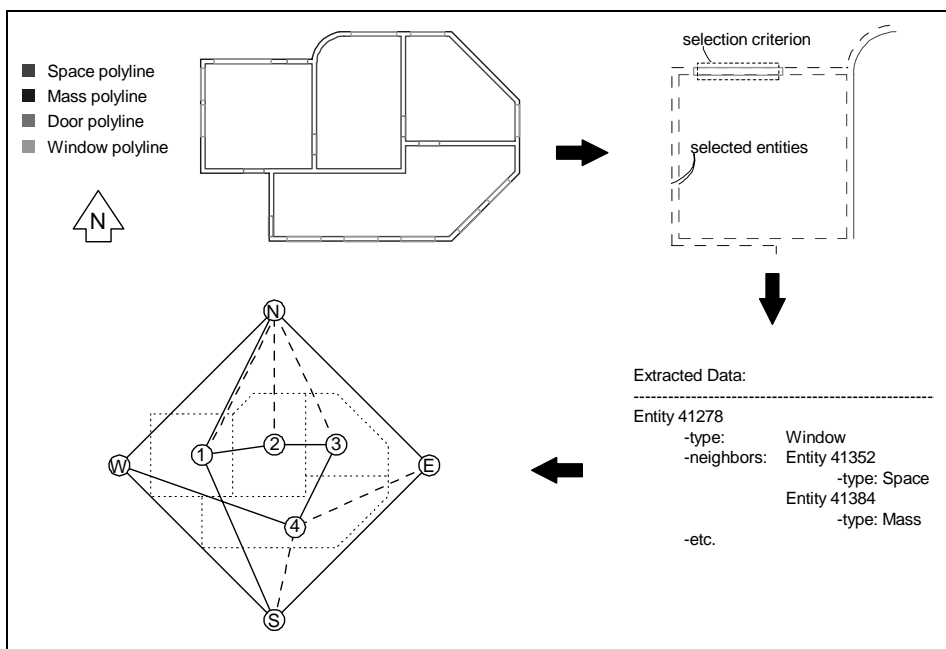 Space polyline
Mass polyline
Door polyline
Window polyline
N
selection criterion
selected entities
N
W
1
2
3
E
4
S
Extracted Data:
--------------------------------------------------------
Entity 41278
-type: Window
-neighbors: Entity 41352
-type: Space
Entity 41384
-type: Mass
-etc.